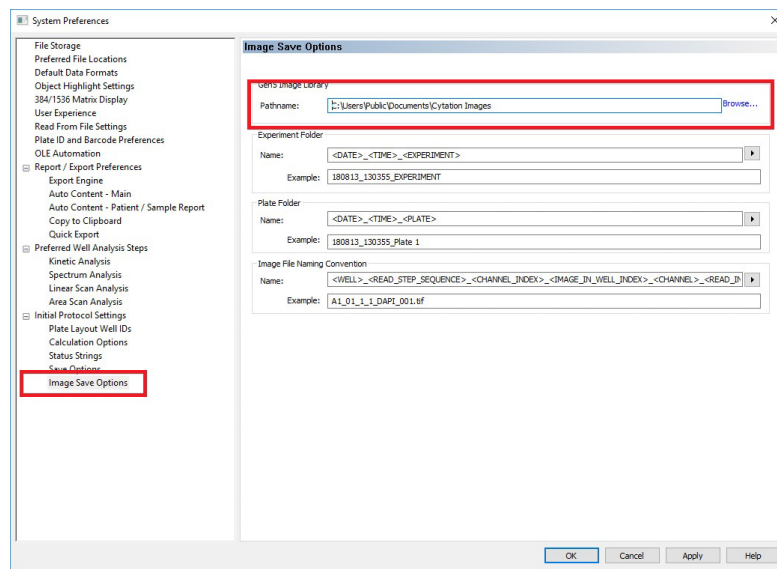 System Preferences
File Storage
Preferred File Locations
Default Data Formats
Object Highlight Settings
384/1536 Matrix Display
User Experience
Read From File Settings
Plate ID and Barcode Preferences
OLE Automation
Report / Export Preferences
Export Engine
Auto Content - Main
Auto Content - Patient / Sample Report
Copy to Clipboard
Quick Export
Preferred Well Analysis Steps
Kinetic Analysis
Spectrum Analysis
Linear Scan Analysis
Area Scan Analysis
Initial Protocol Settings
Plate Layout Well IDs
Calculation Options
Status Strings
Save Options
Image Save Options
Image Save Options
Gen5 Image Library
Pathname: C:\Users\Public\Documents\Cytation Images Browse...
Experiment Folder
Name: <DATE>_<TIME>_<EXPERIMENT>
Example: 180813_130355_EXPERIMENT
Plate Folder
Name: <DATE>_<TIME>_<PLATE>
Example: 180813_130355_Plate 1
Image File Naming Convention
Name: <WELL>_<READ_STEP_SEQUENCE>_<CHANNEL_INDEX>_<IMAGE_IN_WELL_INDEX>_<CHANNEL>_<READ_IN
Example: A1_01_1_1_DAPI_001.tif
OK Cancel Apply Help